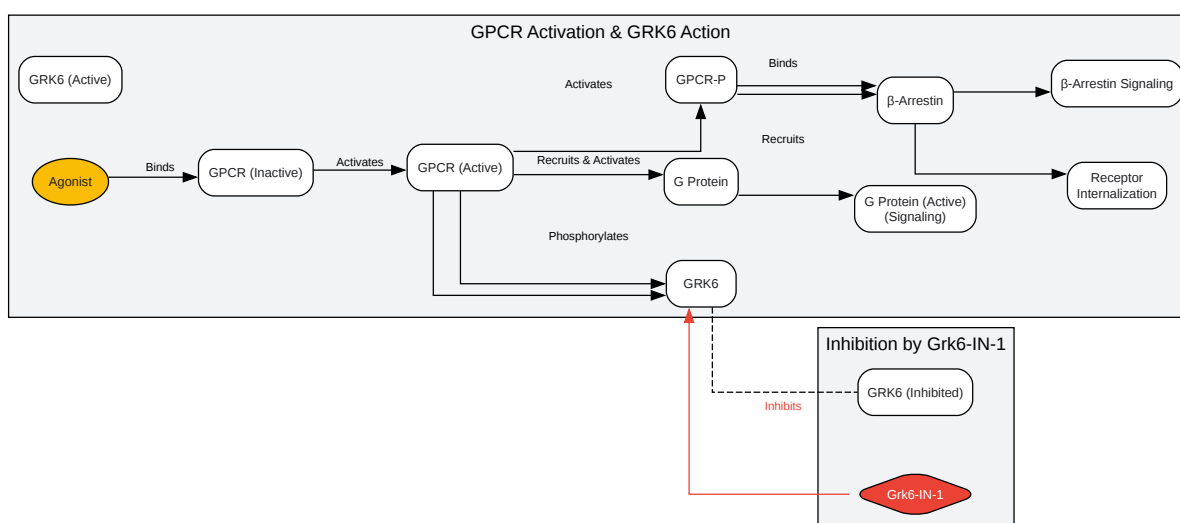 GPCR Activation & GRK6 Action
GRK6 (Active)
GPCR-P
Binds
β-Arrestin
β-Arrestin Signaling
Activates
Recruits
Agonist
Binds
GPCR (Inactive)
Activates
GPCR (Active)
Recruits & Activates
G Protein
G Protein (Active)
(Signaling)
Receptor
Internalization
Phosphorylates
GRK6
Inhibition by Grk6-IN-1
GRK6 (Inhibited)
Inhibits
Grk6-IN-1